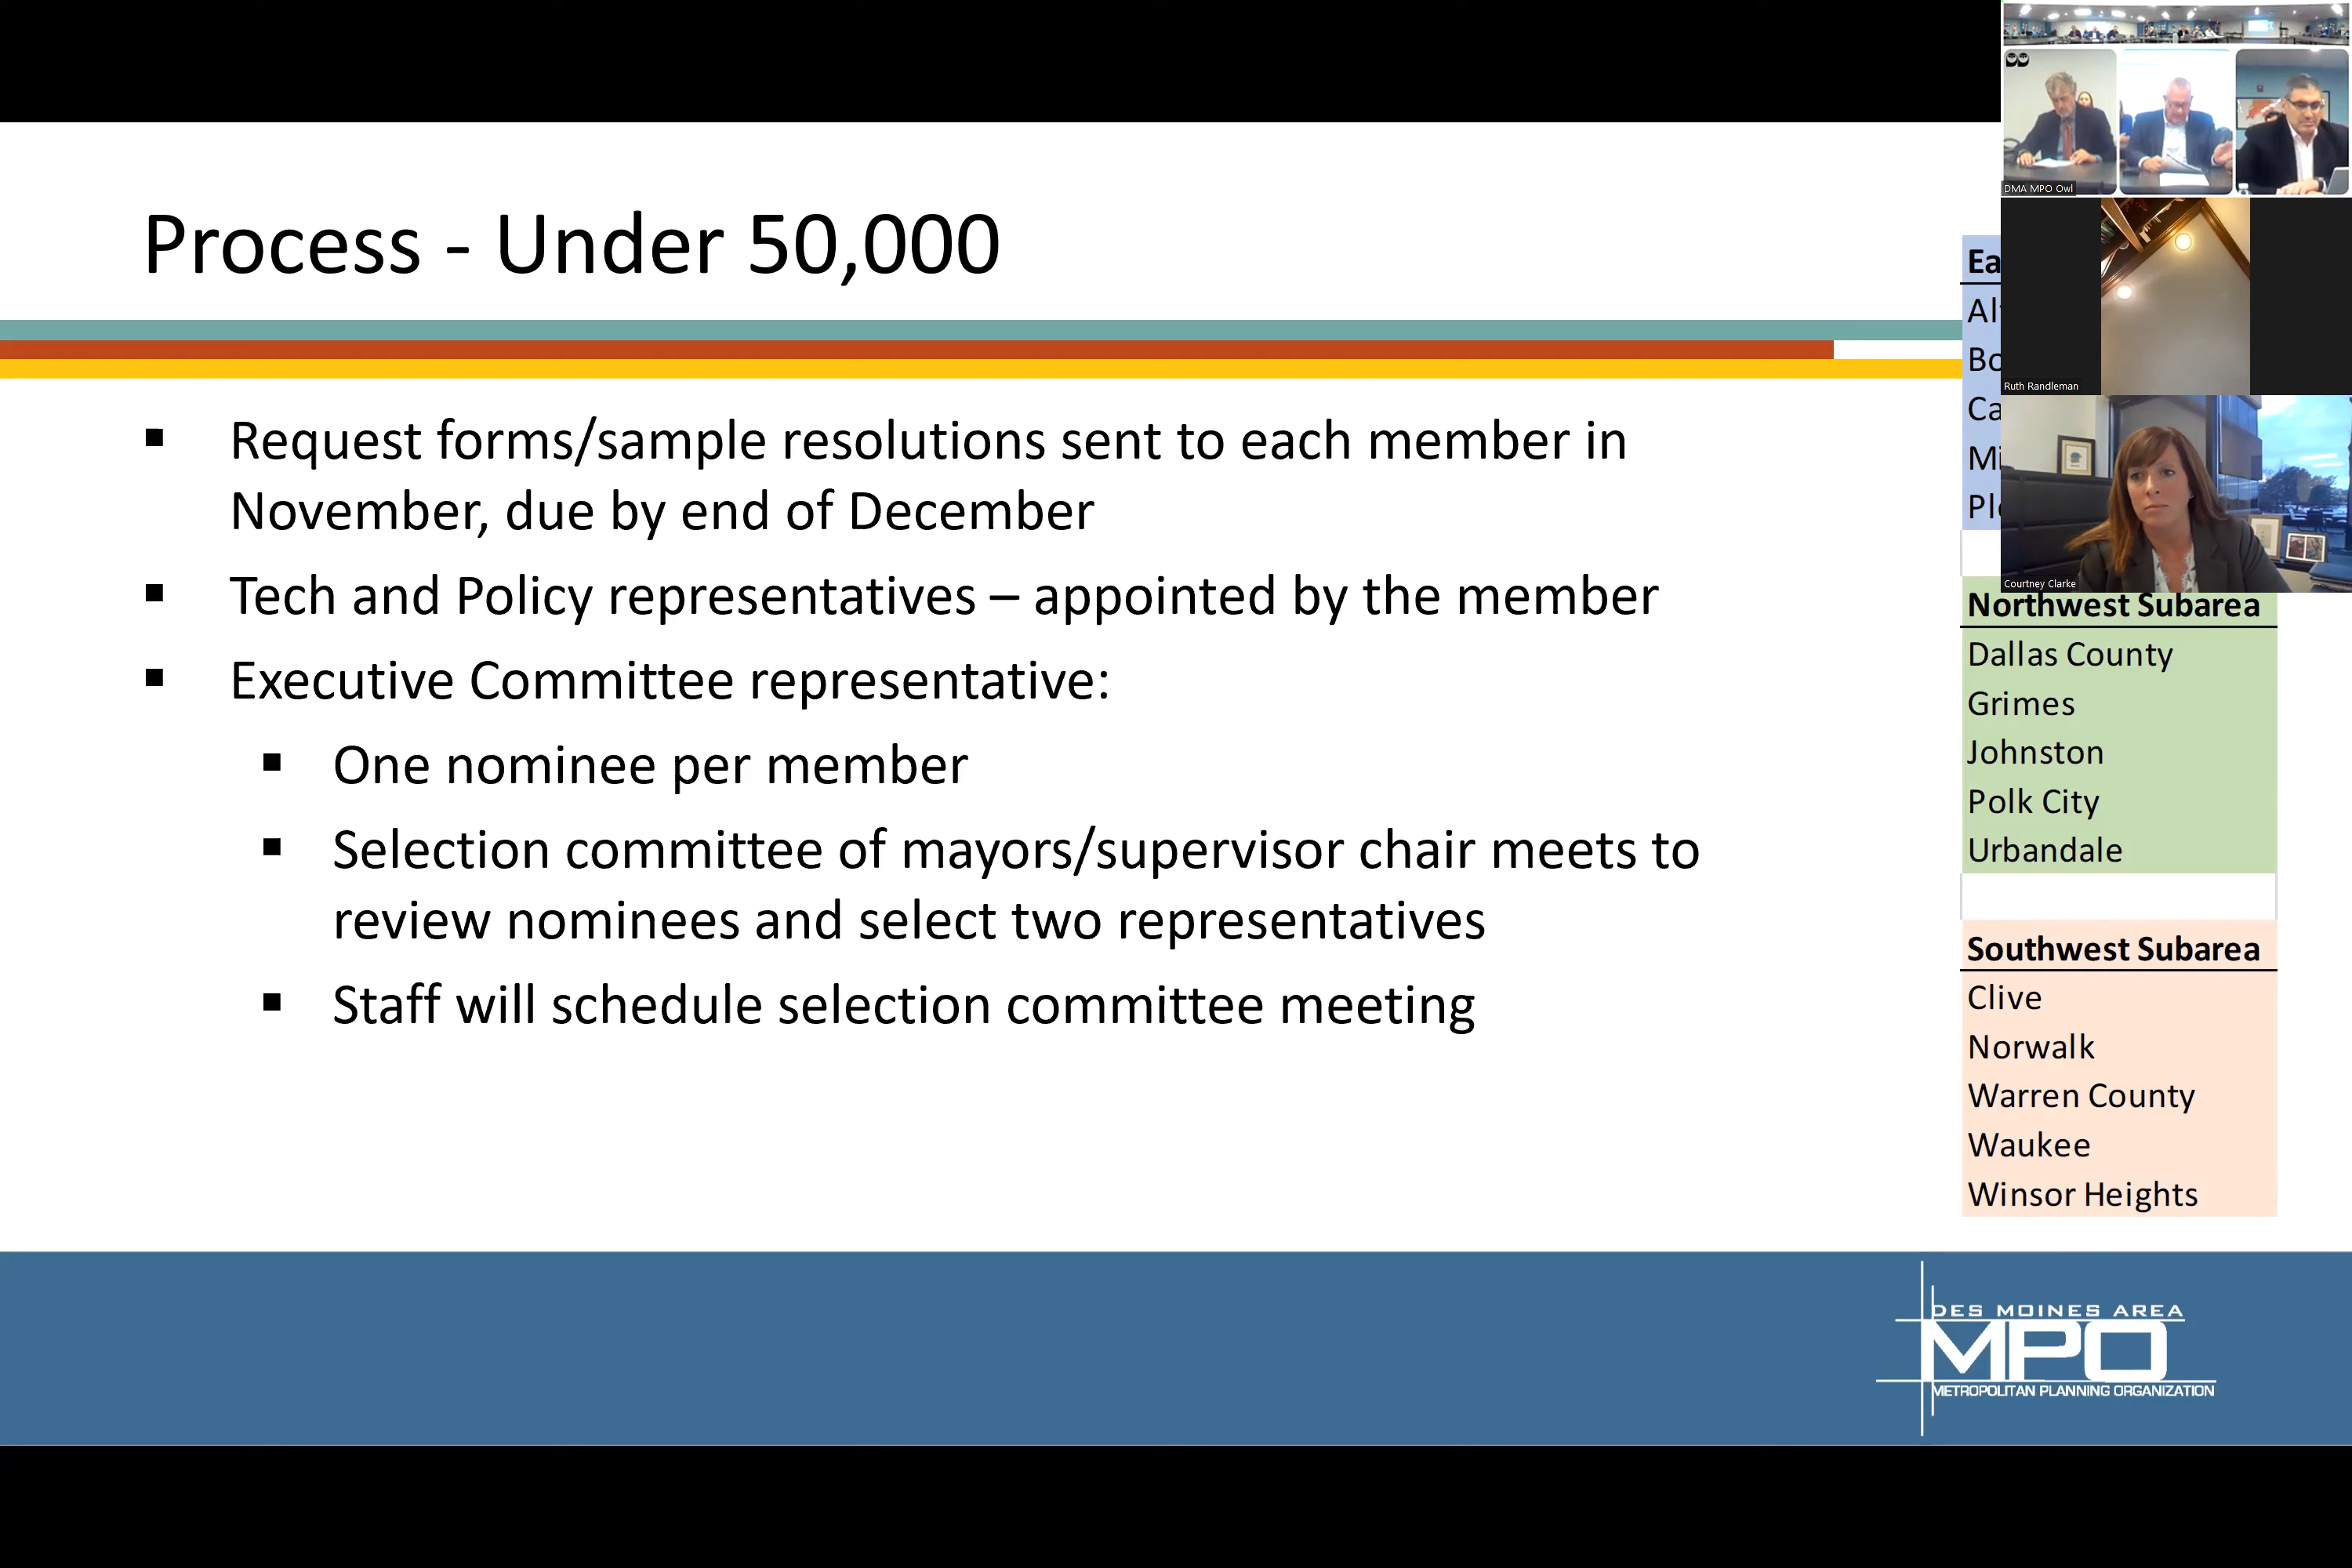 Process - Under 50,000
▪ Request forms/sample resolutions sent to each member in
November, due by end of December
▪ Tech and Policy representatives – appointed by the member
▪ Executive Committee representative:
▪ One nominee per member
▪ Selection committee of mayors/supervisor chair meets to
review nominees and select two representatives
▪ Staff will schedule selection committee meeting
DMA MPO Owl
Ruth Randleman
Courtney Clarke
Northwest Subarea
Dallas County
Grimes
Johnston
Polk City
Urbandale
Southwest Subarea
Clive
Norwalk
Warren County
Waukee
Winsor Heights
DES MOINES AREA
MPO
METROPOLITAN PLANNING ORGANIZATION